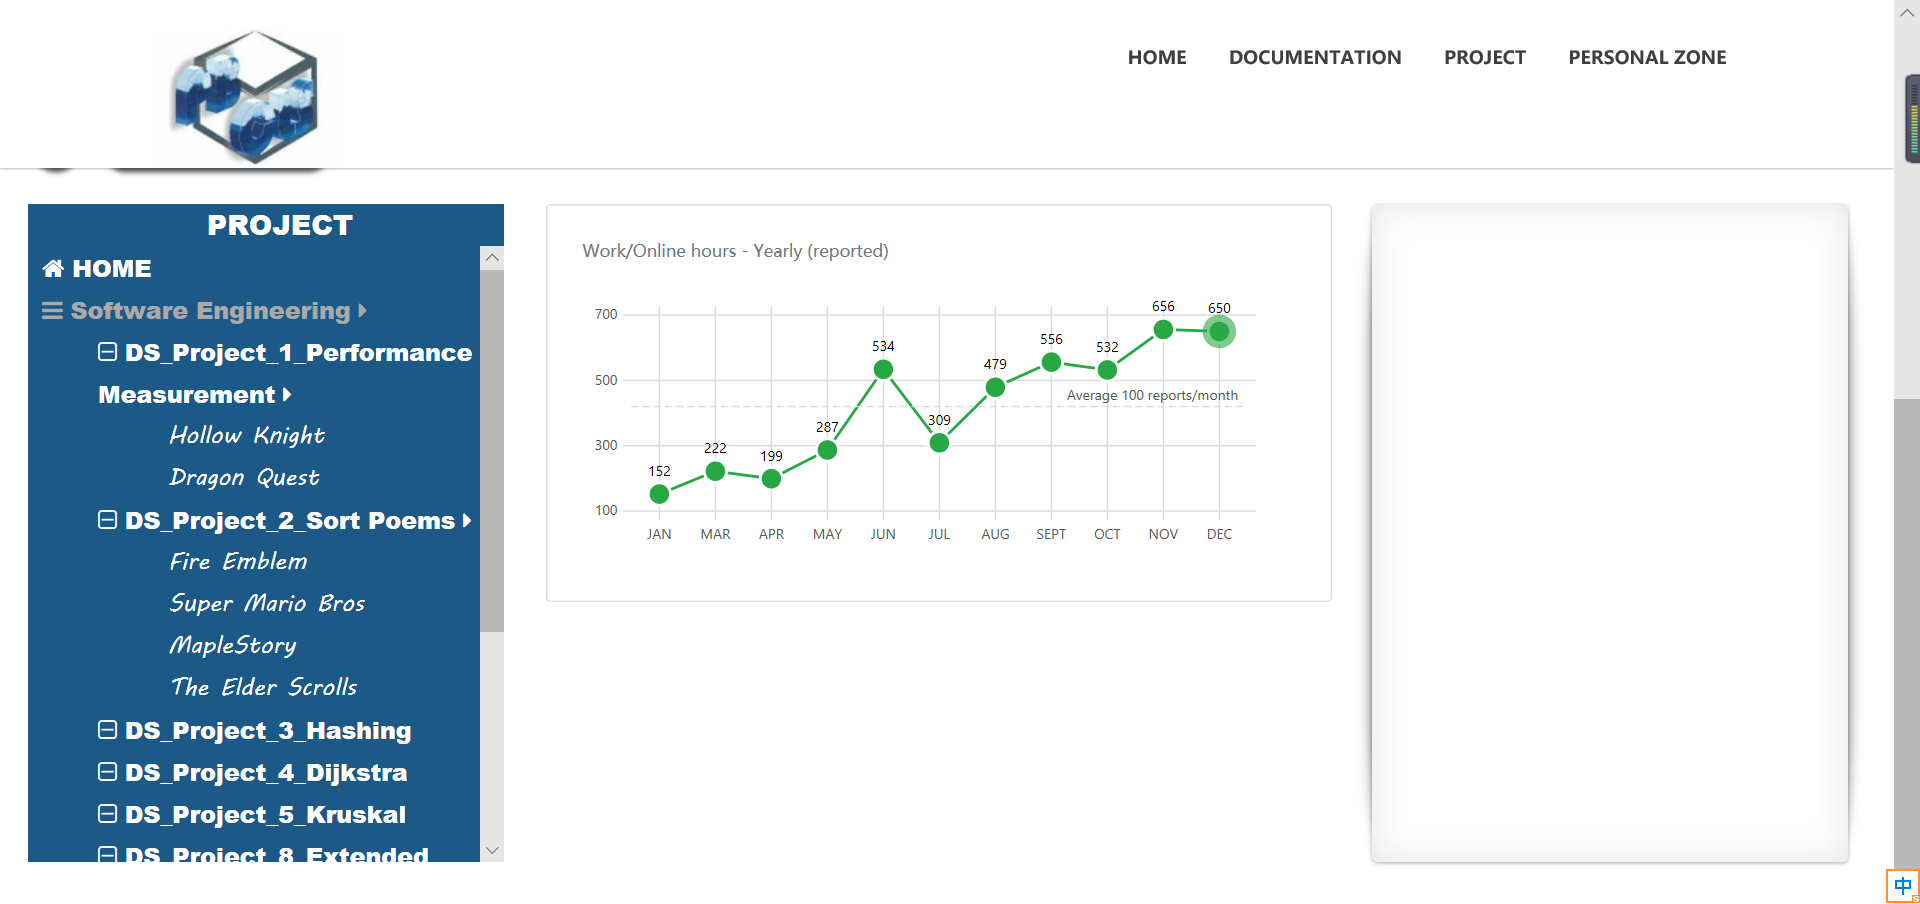 HOME
DOCUMENTATION
PROJECT
PERSONAL ZONE
PROJECT
HOME
Software Engineering
DS_Project_1_Performance
Measurement
Hollow Knight
Dragon Quest
DS_Project_2_Sort Poems
Fire Emblem
Super Mario Bros
MapleStory
The Elder Scrolls
DS_Project_3_Hashing
DS_Project_4_Dijkstra
DS_Project_5_Kruskal
DS_Project_8_Extended
Work/Online hours - Yearly (reported)
700
500
300
100
152
222
199
287
534
309
479
556
532
656
650
Average 100 reports/month
JAN
MAR
APR
MAY
JUN
JUL
AUG
SEPT
OCT
NOV
DEC
中